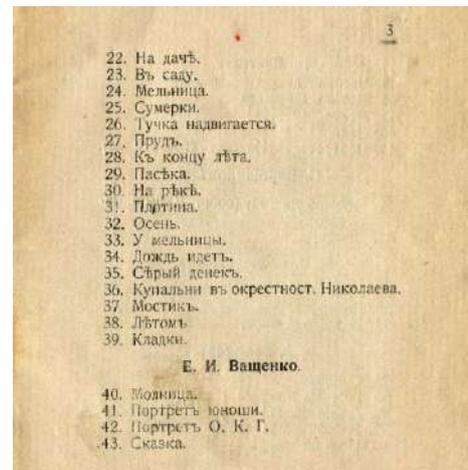 3
22. На дачѣ.
23. Въ саду.
24. Мельница.
25. Сумерки.
26. Тучка надвигается.
27. Прудъ.
28. Къ концу лѣта.
29. Пасѣка.
30. На рѣкѣ.
31. Плотина.
32. Осень.
33. У мельницы.
34. Дождь идетъ.
35. Сѣрый денекъ.
36. Купальни въ окрестност. Николаева.
37 Мостикъ.
38. Лѣтомъ
39. Кладки.
Е. И. Ващенко.
40. Модница.
41. Портретъ юноши.
42. Портретъ О. К. Г.
43. Сказка.